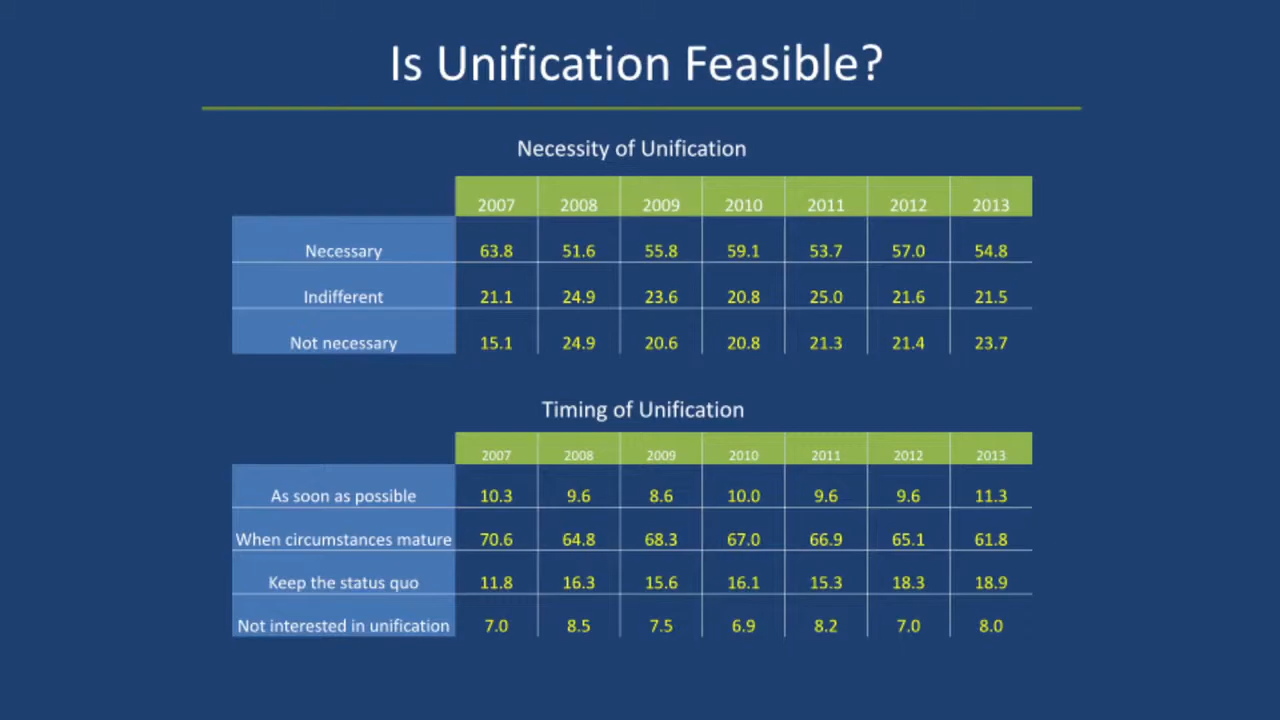 Is Unification Feasible?
Necessity of Unification
2007 2008 2009 2010 2011 2012 2013
Necessary 63.8 51.6 55.8 59.1 53.7 57.0 54.8
Indifferent 21.1 24.9 23.6 20.8 25.0 21.6 21.5
Not necessary 15.1 24.9 20.6 20.8 21.3 21.4 23.7
Timing of Unification
2007 2008 2009 2010 2011 2012 2013
As soon as possible 10.3 9.6 8.6 10.0 9.6 9.6 11.3
When circumstances mature 70.6 64.8 68.3 67.0 66.9 65.1 61.8
Keep the status quo 11.8 16.3 15.6 16.1 15.3 18.3 18.9
Not interested in unification 7.0 8.5 7.5 6.9 8.2 7.0 8.0